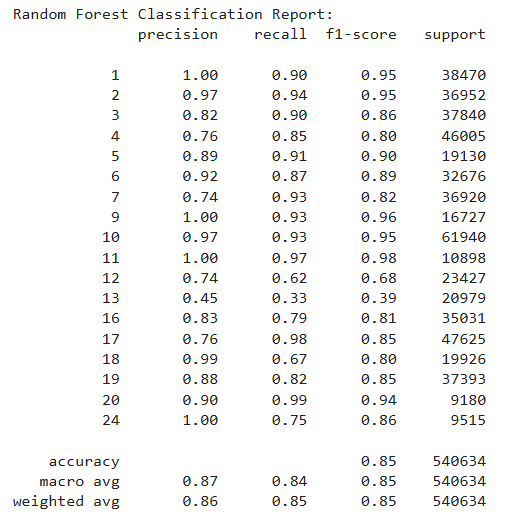 Random Forest Classification Report:
precision recall f1-score support
1 1.00 0.90 0.95 38470
2 0.97 0.94 0.95 36952
3 0.82 0.90 0.86 37840
4 0.76 0.85 0.80 46005
5 0.89 0.91 0.90 19130
6 0.92 0.87 0.89 32676
7 0.74 0.93 0.82 36920
9 1.00 0.93 0.96 16727
10 0.97 0.93 0.95 61940
11 1.00 0.97 0.98 10898
12 0.74 0.62 0.68 23427
13 0.45 0.33 0.39 20979
16 0.83 0.79 0.81 35031
17 0.76 0.98 0.85 47625
18 0.99 0.67 0.80 19926
19 0.88 0.82 0.85 37393
20 0.90 0.99 0.94 9180
24 1.00 0.75 0.86 9515
accuracy 0.85 540634
macro avg 0.87 0.84 0.85 540634
weighted avg 0.86 0.85 0.85 540634